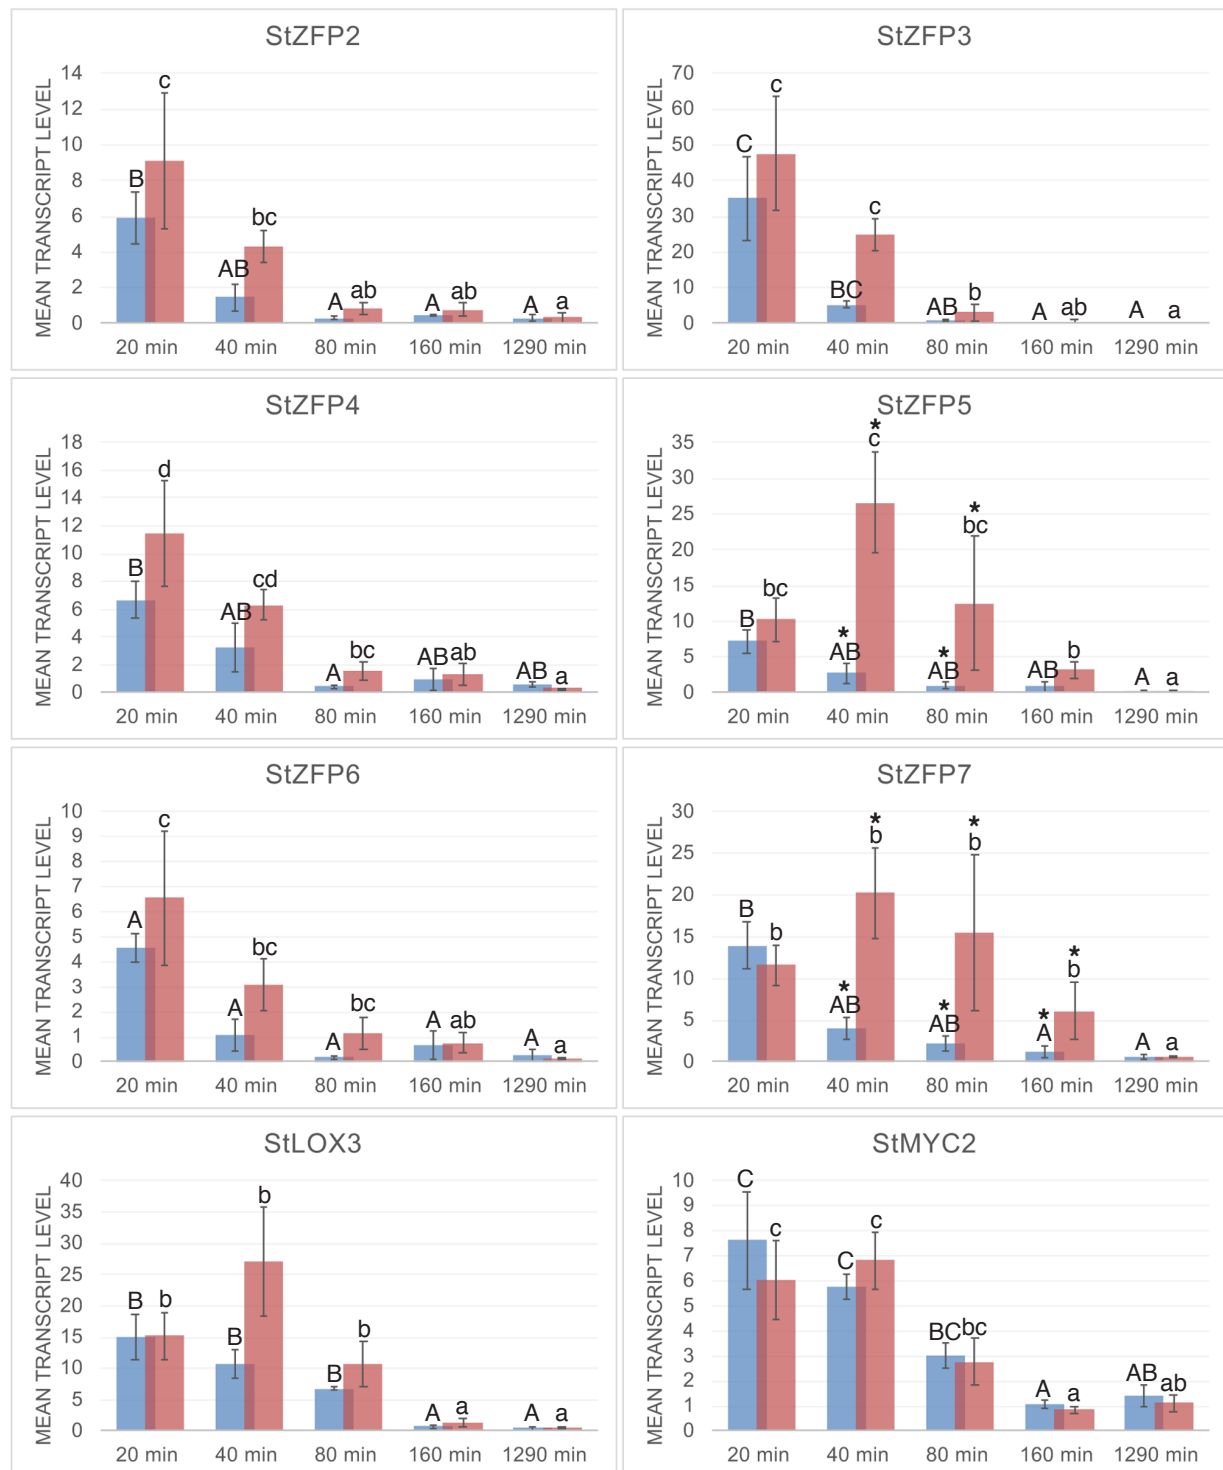 StZFP2
MEAN TRANSCRIPT LEVEL
14
12
10
8
6
4
2
0
B c
AB bc
A ab
A ab
A a
20 min 40 min 80 min 160 min 1290 min
StZFP3
MEAN TRANSCRIPT LEVEL
70
60
50
40
30
20
10
0
C c
BC c
AB b
A ab
A a
20 min 40 min 80 min 160 min 1290 min
StZFP4
MEAN TRANSCRIPT LEVEL
18
16
14
12
10
8
6
4
2
0
B d
AB cd
A bc
AB ab
AB a
20 min 40 min 80 min 160 min 1290 min
StZFP5
MEAN TRANSCRIPT LEVEL
35
30
25
20
15
10
5
0
B bc
* *
AB c
* *
AB bc
AB b
A a
20 min 40 min 80 min 160 min 1290 min
StZFP6
MEAN TRANSCRIPT LEVEL
10
9
8
7
6
5
4
3
2
1
0
A c
A bc
A bc
A ab
A a
20 min 40 min 80 min 160 min 1290 min
StZFP7
MEAN TRANSCRIPT LEVEL
30
25
20
15
10
5
0
B b
* *
AB b
* *
AB b
* *
A b
A a
20 min 40 min 80 min 160 min 1290 min
StLOX3
MEAN TRANSCRIPT LEVEL
40
35
30
25
20
15
10
5
0
B b
B b
B b
A a
A a
20 min 40 min 80 min 160 min 1290 min
StMYC2
MEAN TRANSCRIPT LEVEL
10
9
8
7
6
5
4
3
2
1
0
C c
C c
BC bc
A a
AB ab
20 min 40 min 80 min 160 min 1290 min